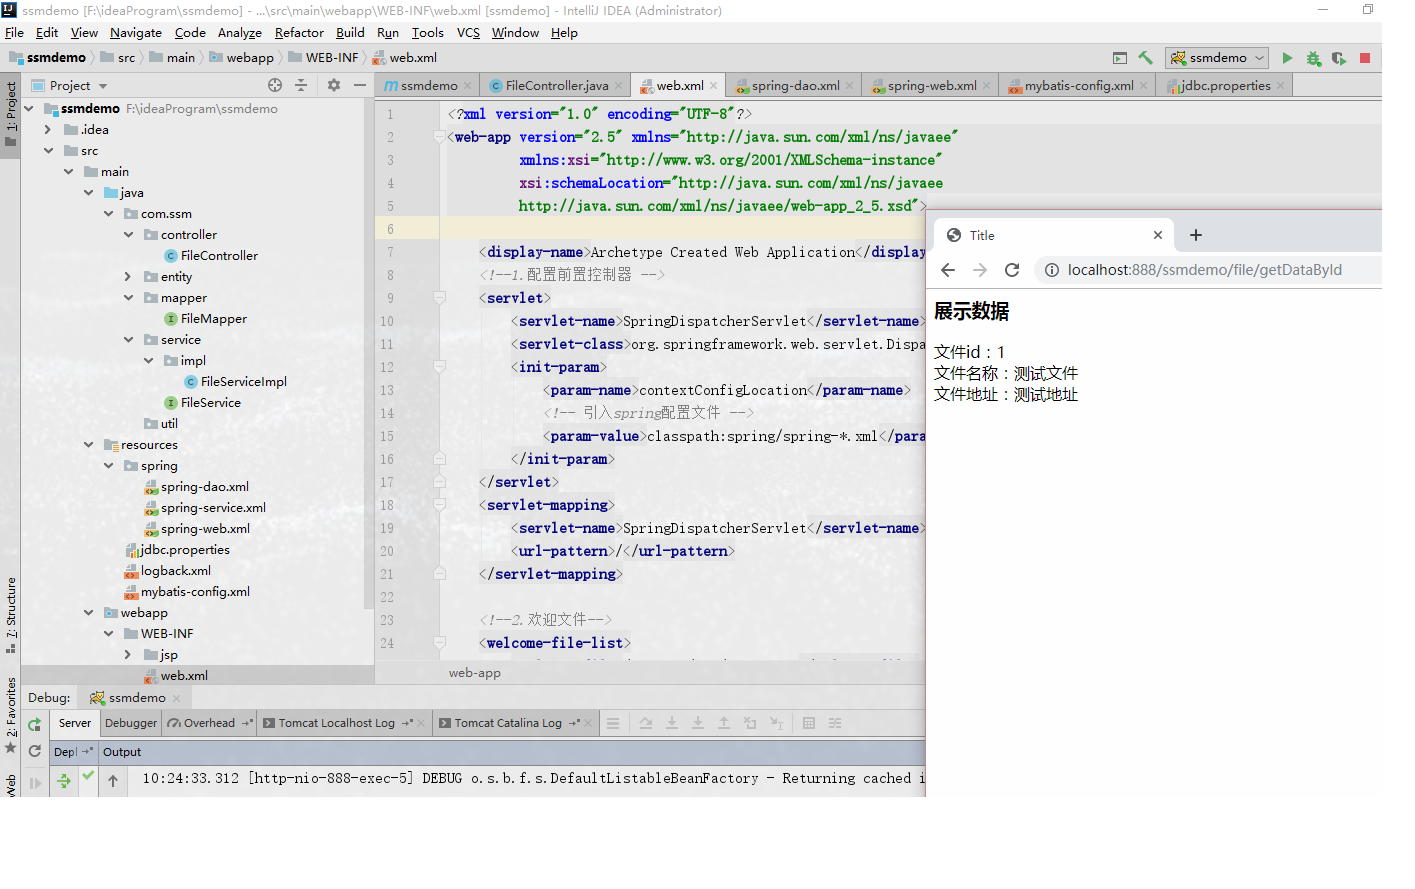 ssmdemo [F:\ideaProgram\ssmdemo] - ...\src\main\webapp\WEB-INF\web.xml [ssmdemo] - IntelliJ IDEA (Administrator)
File Edit View Navigate Code Analyze Refactor Build Run Tools VCS Window Help
ssmdemo src main webapp WEB-INF web.xml ssmdemo
Project ssmdemo FileController.java web.xml spring-dao.xml spring-web.xml mybatis-config.xml jdbc.properties
1: Project
ssmdemo F:\ideaProgram\ssmdemo
.idea
src
main
java
com.ssm
controller
FileController
entity
mapper
FileMapper
service
impl
FileServiceImpl
FileService
util
resources
spring
spring-dao.xml
spring-service.xml
spring-web.xml
jdbc.properties
logback.xml
mybatis-config.xml
webapp
WEB-INF
jsp
web.xml
7: Structure
2: Favorites
Web
1 <?xml version="1.0" encoding="UTF-8"?>
2 <web-app version="2.5" xmlns="http://java.sun.com/xml/ns/javaee"
3 xmlns:xsi="http://www.w3.org/2001/XMLSchema-instance"
4 xsi:schemaLocation="http://java.sun.com/xml/ns/javaee
5 http://java.sun.com/xml/ns/javaee/web-app_2_5.xsd">
6
7 <display-name>Archetype Created Web Application</display
8 <!--1.配置前置控制器 -->
9 <servlet>
10 <servlet-name>SpringDispatcherServlet</servlet-name>
11 <servlet-class>org.springframework.web.servlet.Dispa
12 <init-param>
13 <param-name>contextConfigLocation</param-name>
14 <!-- 引入spring配置文件 -->
15 <param-value>classpath:spring/spring-*.xml</para
16 </init-param>
17 </servlet>
18 <servlet-mapping>
19 <servlet-name>SpringDispatcherServlet</servlet-name>
20 <url-pattern>/</url-pattern>
21 </servlet-mapping>
22
23 <!--2.欢迎文件-->
24 <welcome-file-list>
web-app
Title
localhost:888/ssmdemo/file/getDataById
展示数据
文件id：1
文件名称：测试文件
文件地址：测试地址
Debug: ssmdemo
Server Debugger Overhead Tomcat Localhost Log Tomcat Catalina Log
Depl Output
10:24:33.312 [http-nio-888-exec-5] DEBUG o.s.b.f.s.DefaultListableBeanFactory - Returning cached i